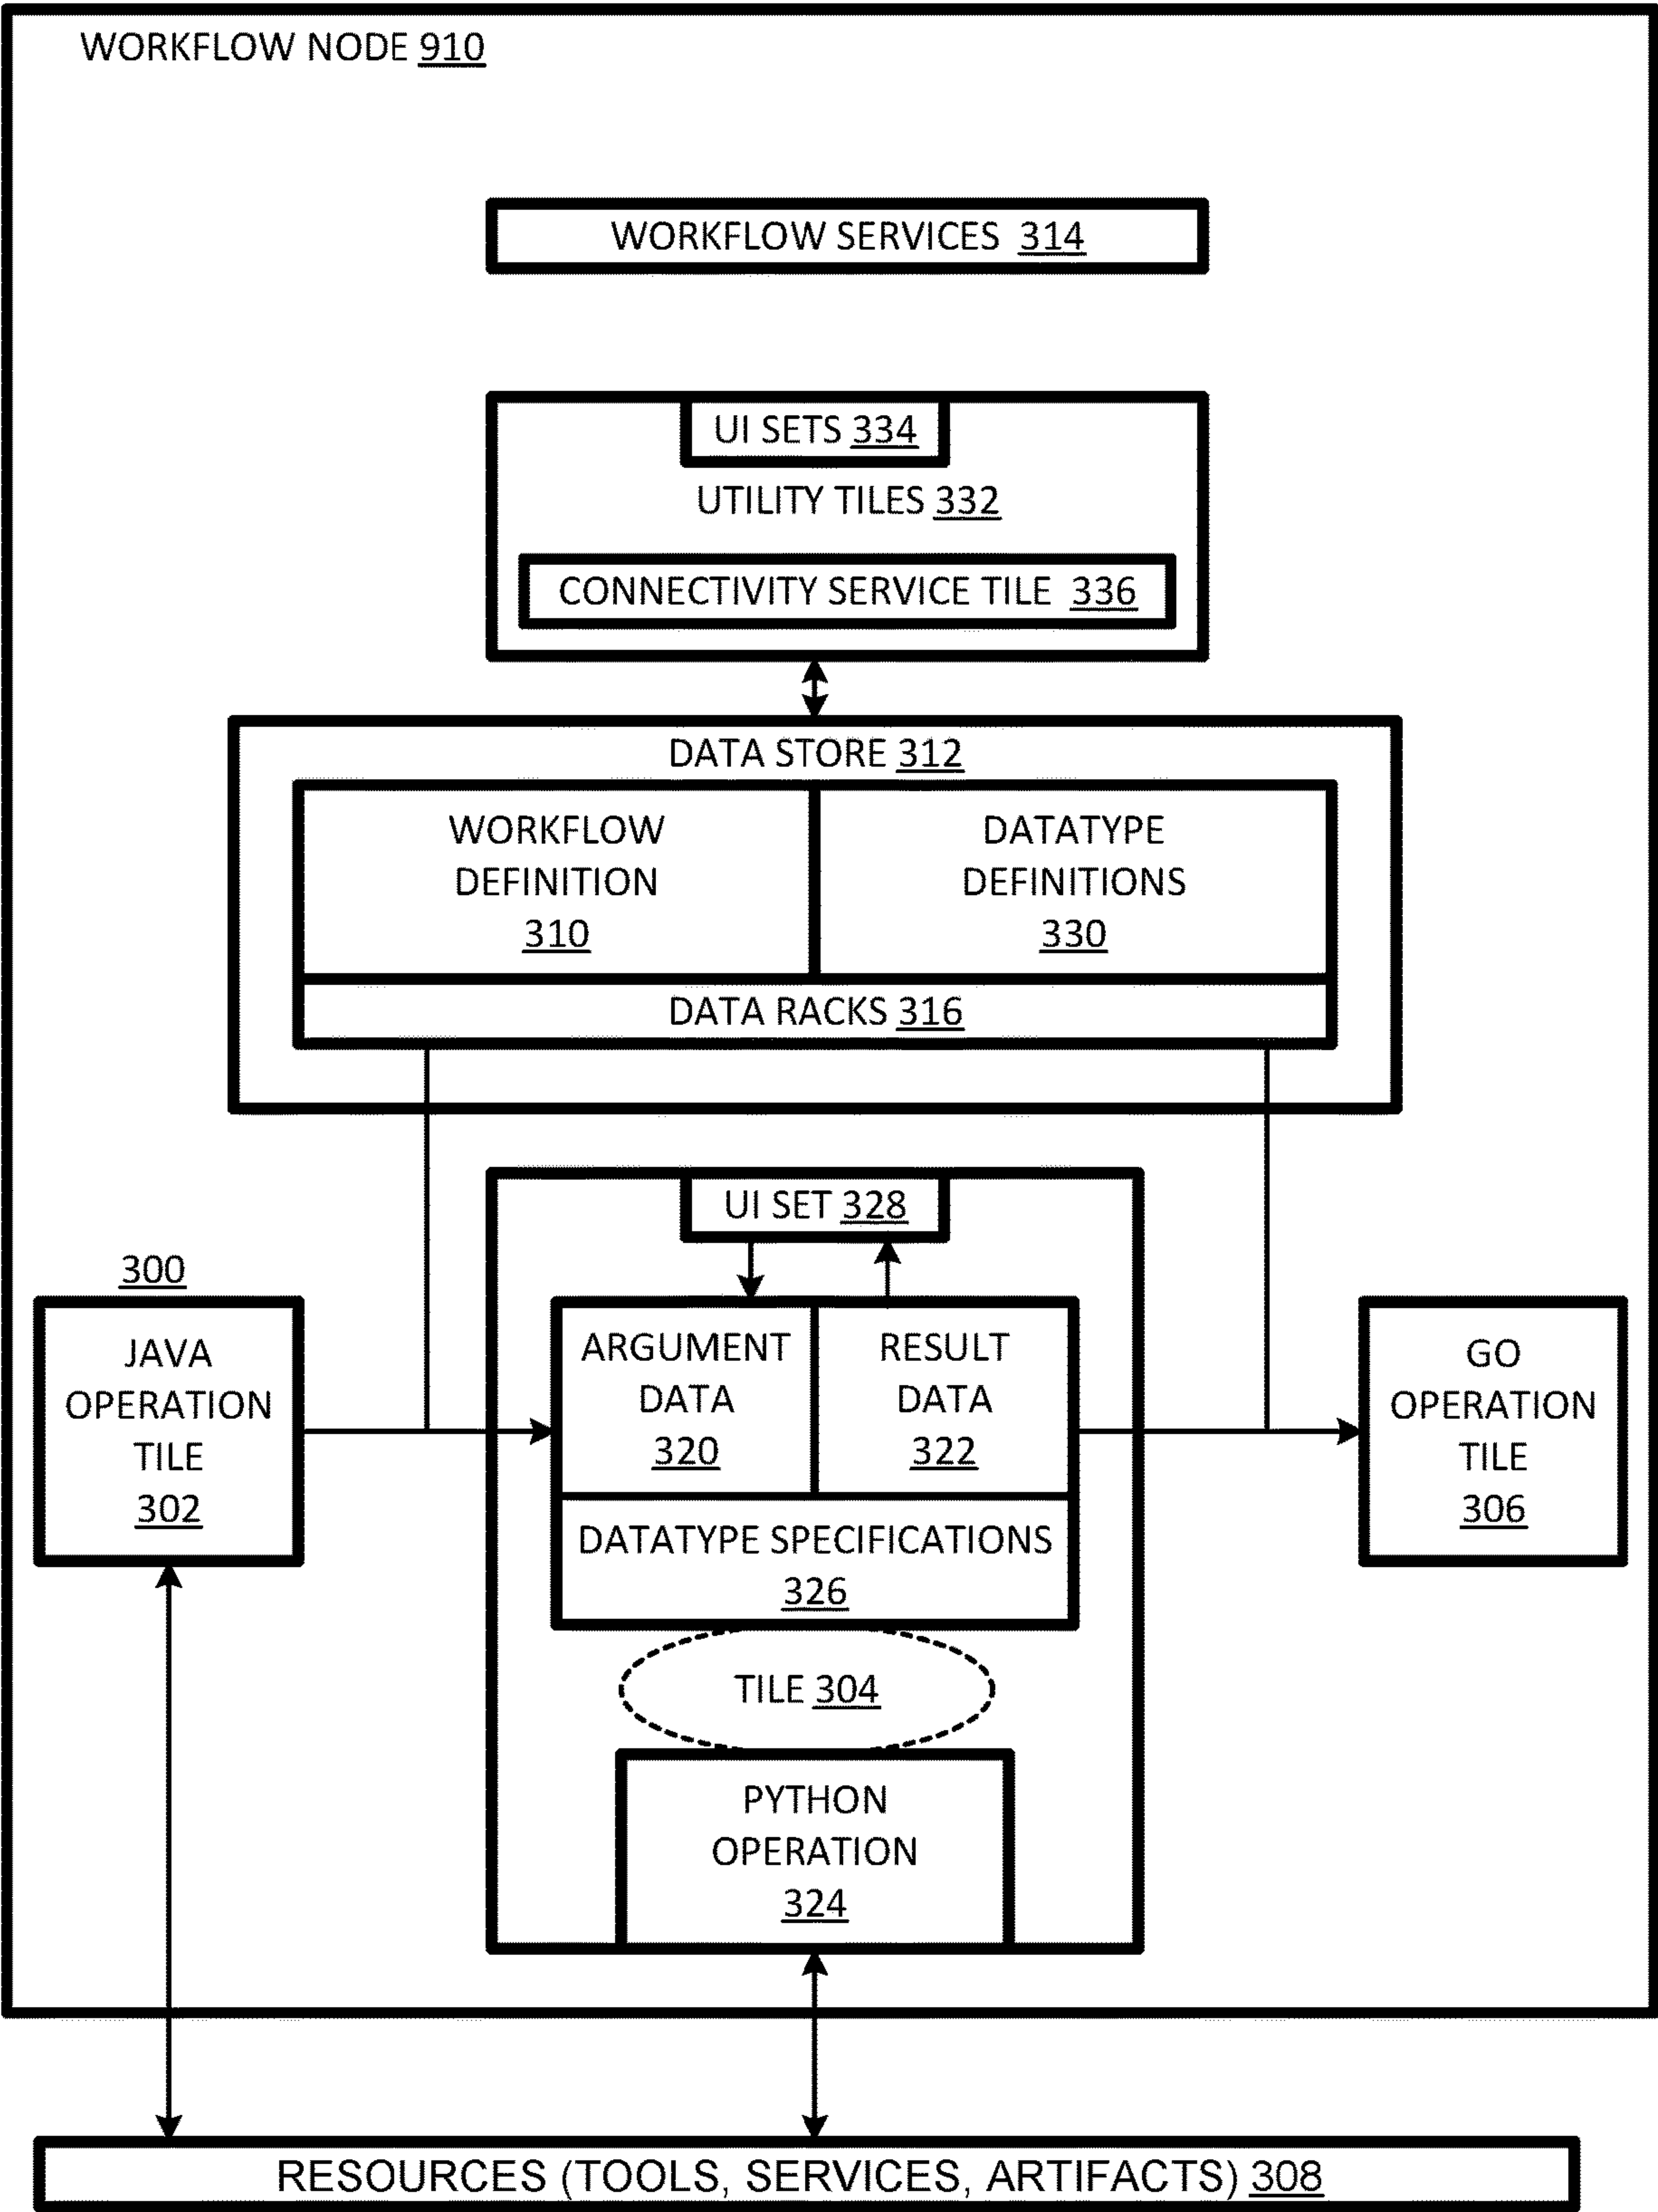 WORKFLOW NODE 910
WORKFLOW SERVICES 314
UI SETS 334
UTILITY TILES 332
CONNECTIVITY SERVICE TILE 336
DATA STORE 312
WORKFLOW
DEFINITION
310
DATATYPE
DEFINITIONS
330
DATA RACKS 316
UI SET 328
300
JAVA
OPERATION
TILE
302
ARGUMENT
DATA
320
RESULT
DATA
322
GO
OPERATION
TILE
306
DATATYPE SPECIFICATIONS
326
TILE 304
PYTHON
OPERATION
324
RESOURCES (TOOLS, SERVICES, ARTIFACTS) 308